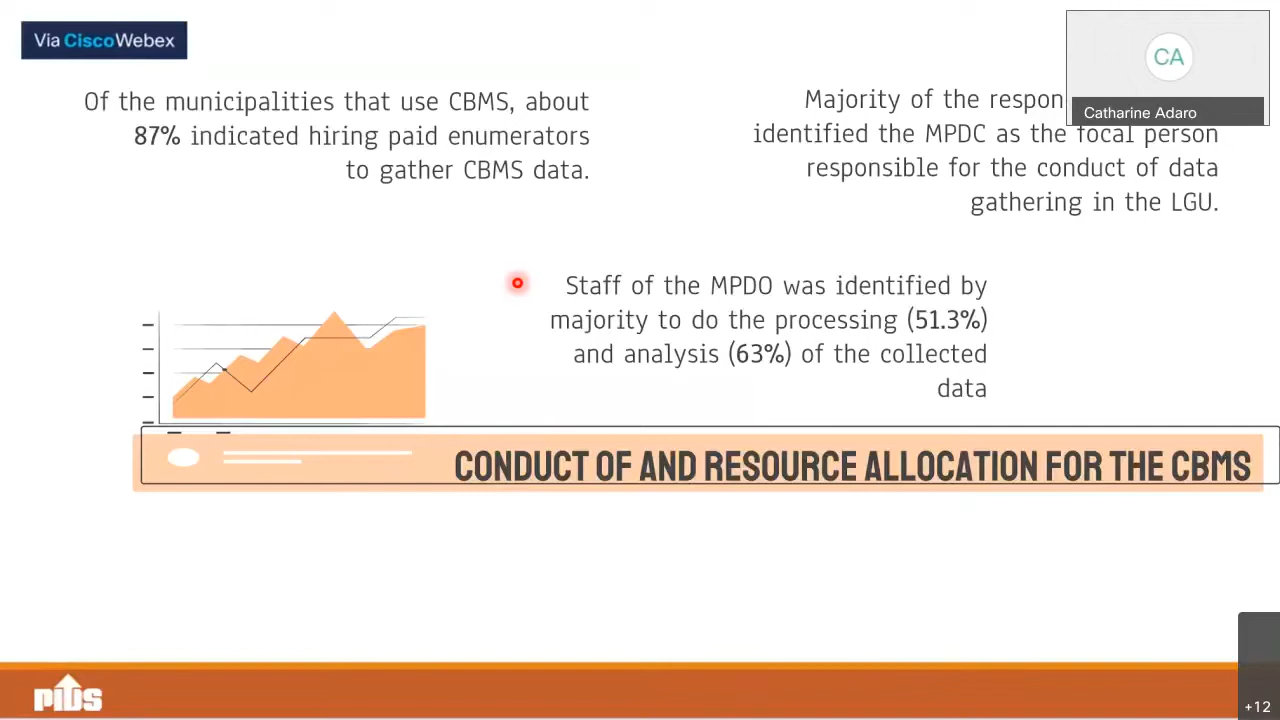 Via CiscoWebex
CA
Catharine Adaro
Of the municipalities that use CBMS, about
87% indicated hiring paid enumerators
to gather CBMS data.
Majority of the
identified the MPDC as the focal person
responsible for the conduct of data
gathering in the LGU.
Staff of the MPDO was identified by
majority to do the processing (51.3%)
and analysis (63%) of the collected
data
CONDUCT OF AND RESOURCE ALLOCATION FOR THE CBMS
PIDS
+12